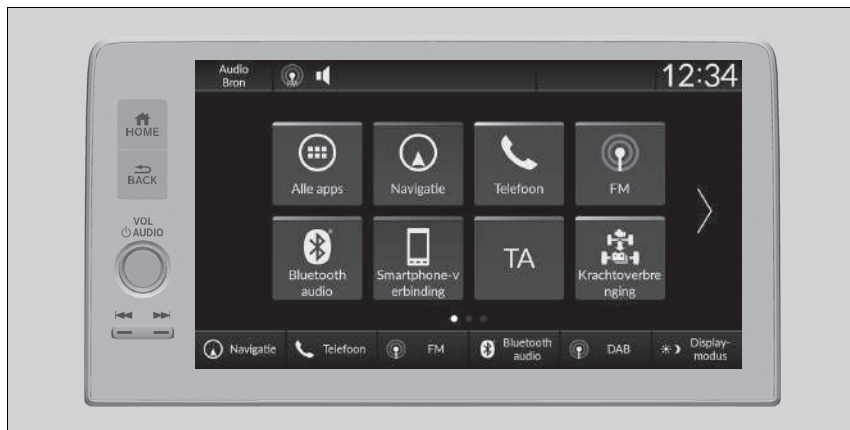 Audio
Bron
12:34
HOME
BACK
VOL
AUDIO
Alle apps
Navigatie
Telefoon
FM
Bluetooth
audio
Smartphone-v
erbinding
TA
Krachtoverbre
nging
Navigatie
Telefoon
FM
Bluetooth
audio
DAB
Display-
modus